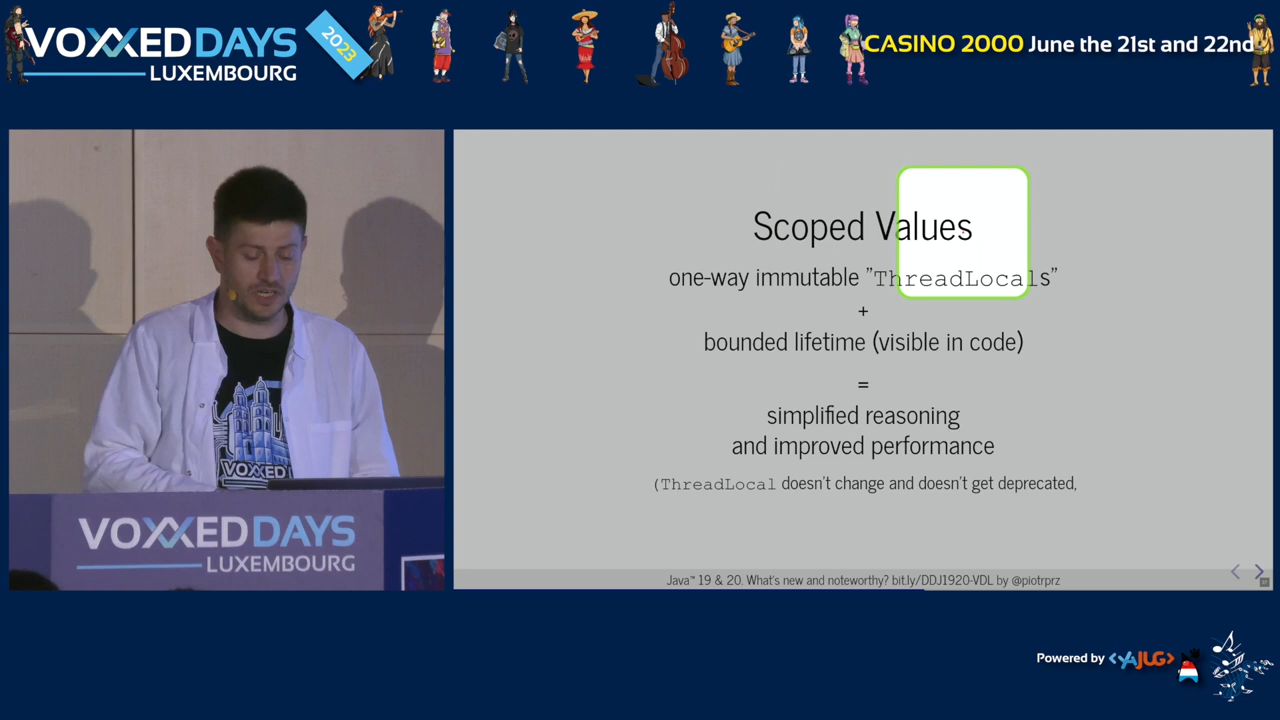 VOXXED DAYS
LUXEMBOURG
2023
CASINO 2000 June the 21st and 22nd
Scoped Values
one-way immutable "ThreadLocals"
+
bounded lifetime (visible in code)
=
simplified reasoning
and improved performance
(ThreadLocal doesn't change and doesn't get deprecated,
VOXXED
VOXXED DAYS
LUXEMBOURG
Java™ 19 & 20. What's new and noteworthy? bit.ly/DDJ1920-VDL by @piotrprz
Powered by <YAJUG>